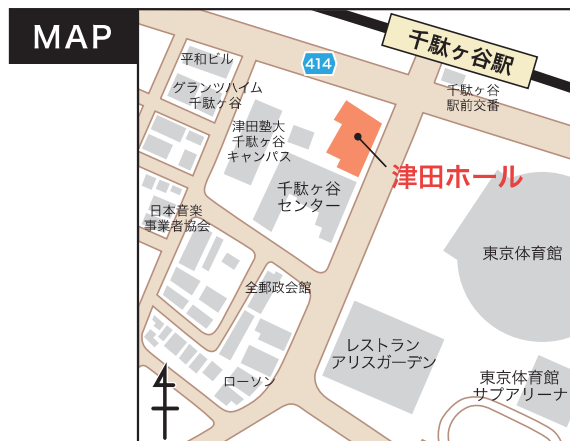 MAP
千駄ヶ谷駅
平和ビル
414
グランツハイム
千駄ヶ谷
千駄ヶ谷
駅前交番
津田塾大
千駄ヶ谷
キャンパス
津田ホール
千駄ヶ谷
センター
日本音楽
事業者協会
東京体育館
全郵政会館
レストラン
アリスガーデン
ローソン
東京体育館
サブアリーナ